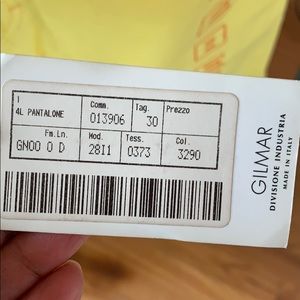 1
4L PANTALONE
Comm.
013906
Tag.
30
Prezzo
Fm.Ln.
GN00 0 D
Mod.
28I1
Tess.
0373
Col.
3290
GILMAR
DIVISIONE INDUSTRIA
MADE IN ITALY